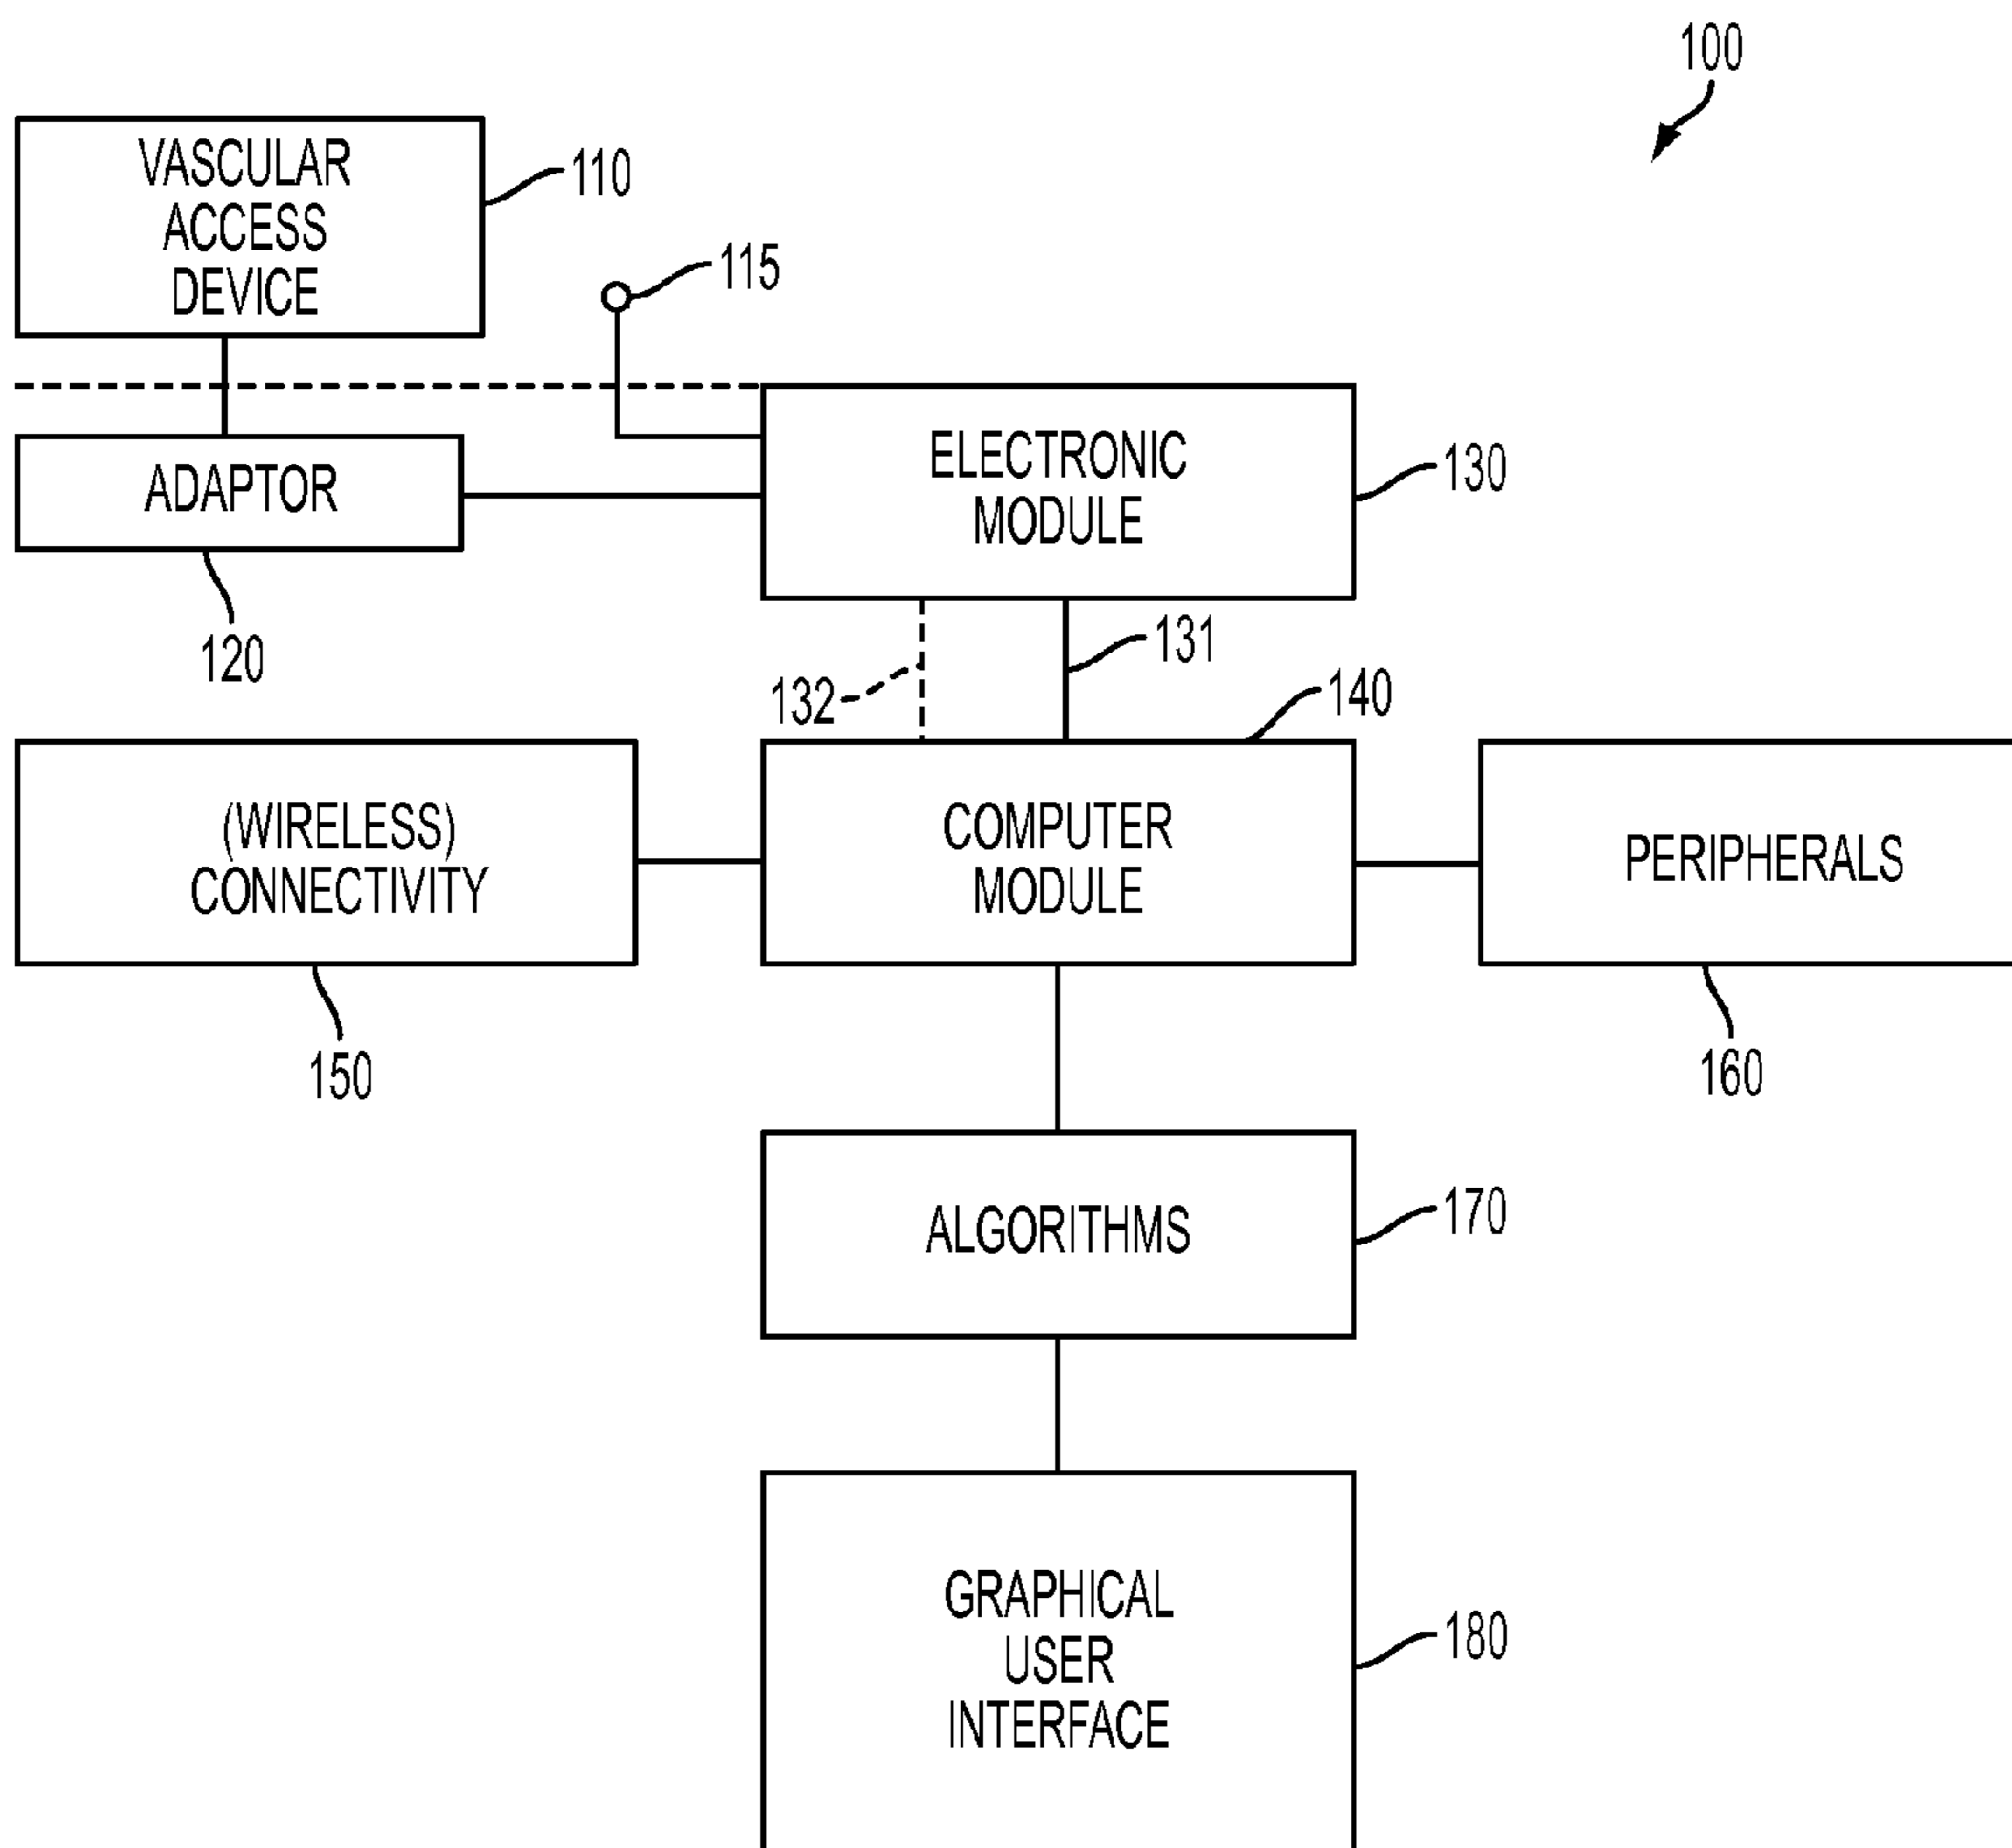 100
VASCULAR
ACCESS
DEVICE
110
115
ADAPTOR
120
ELECTRONIC
MODULE
130
131
132
140
(WIRELESS)
CONNECTIVITY
150
COMPUTER
MODULE
PERIPHERALS
160
ALGORITHMS
170
GRAPHICAL
USER
INTERFACE
180